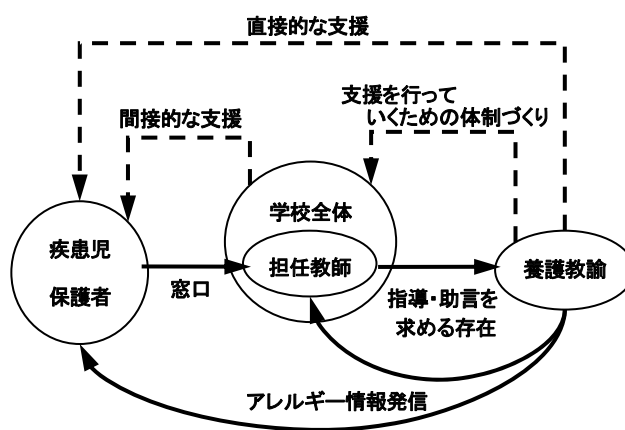 直接的な支援
支援を行って
いくための体制づくり
間接的な支援
学校全体
疾患児
保護者
担任教師
養護教諭
窓口
指導・助言を
求める存在
アレルギー情報発信